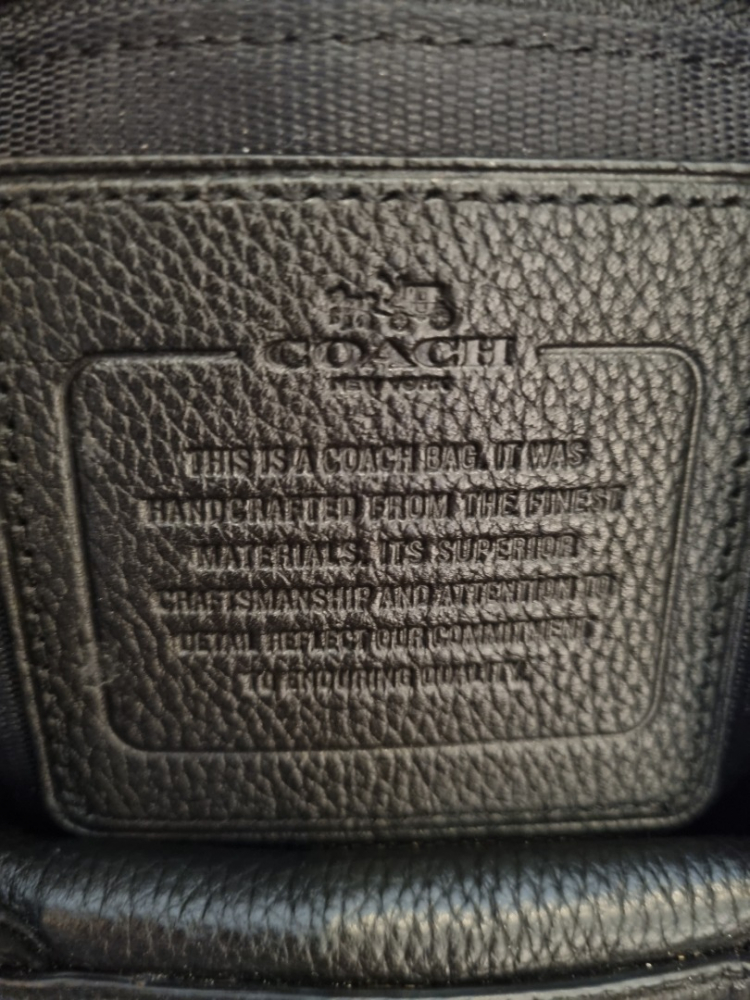 COACH
NEW YORK
THIS IS A COACH BAG. IT WAS
HANDCRAFTED FROM THE FINEST
MATERIALS. ITS SUPERIOR
CRAFTSMANSHIP AND ATTENTION TO
DETAIL REFLECT OUR COMMITMENT
TO ENDURING QUALITY.